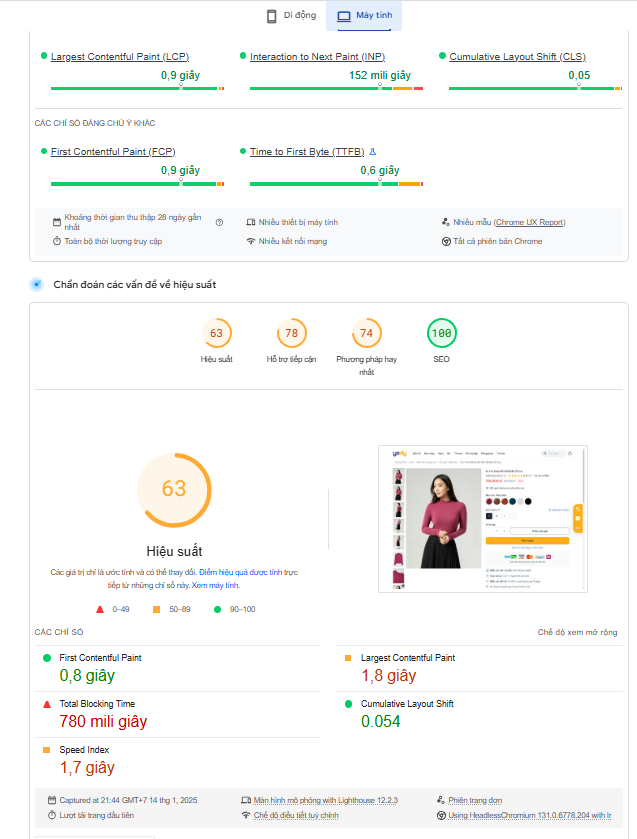 Di động
Máy tính
Largest Contentful Paint (LCP)
0,9 giây
Interaction to Next Paint (INP)
152 mili giây
Cumulative Layout Shift (CLS)
0,05
CÁC CHỈ SỐ ĐÁNG CHÚ Ý KHÁC
First Contentful Paint (FCP)
0,9 giây
Time to First Byte (TTFB)
0,6 giây
Khoảng thời gian thu thập 28 ngày gần
nhất
Nhiều thiết bị máy tính
Nhiều mẫu (Chrome UX Report)
Toàn bộ thời lượng truy cập
Nhiều kết nối mạng
Tất cả phiên bản Chrome
Chẩn đoán các vấn đề về hiệu suất
63
78
74
100
Hiệu suất
Hỗ trợ tiếp cận
Phương pháp hay
nhất
SEO
63
Hiệu suất
Các giá trị chỉ là ước tính và có thể thay đổi. Điểm hiệu quả được tính trực
tiếp từ những chỉ số này. Xem máy tính.
0–49
50–89
90–100
yody
CÁC CHỈ SỐ
Chế độ xem mở rộng
First Contentful Paint
0,8 giây
Largest Contentful Paint
1,8 giây
Total Blocking Time
780 mili giây
Cumulative Layout Shift
0.054
Speed Index
1,7 giây
Captured at 21:44 GMT+7 14 thg 1, 2025
Màn hình mô phỏng with Lighthouse 12.2.3
Phiên trang đơn
Lượt tải trang đầu tiên
Chế độ điều tiết tuỳ chỉnh
Using HeadlessChromium 131.0.6778.204 with lr